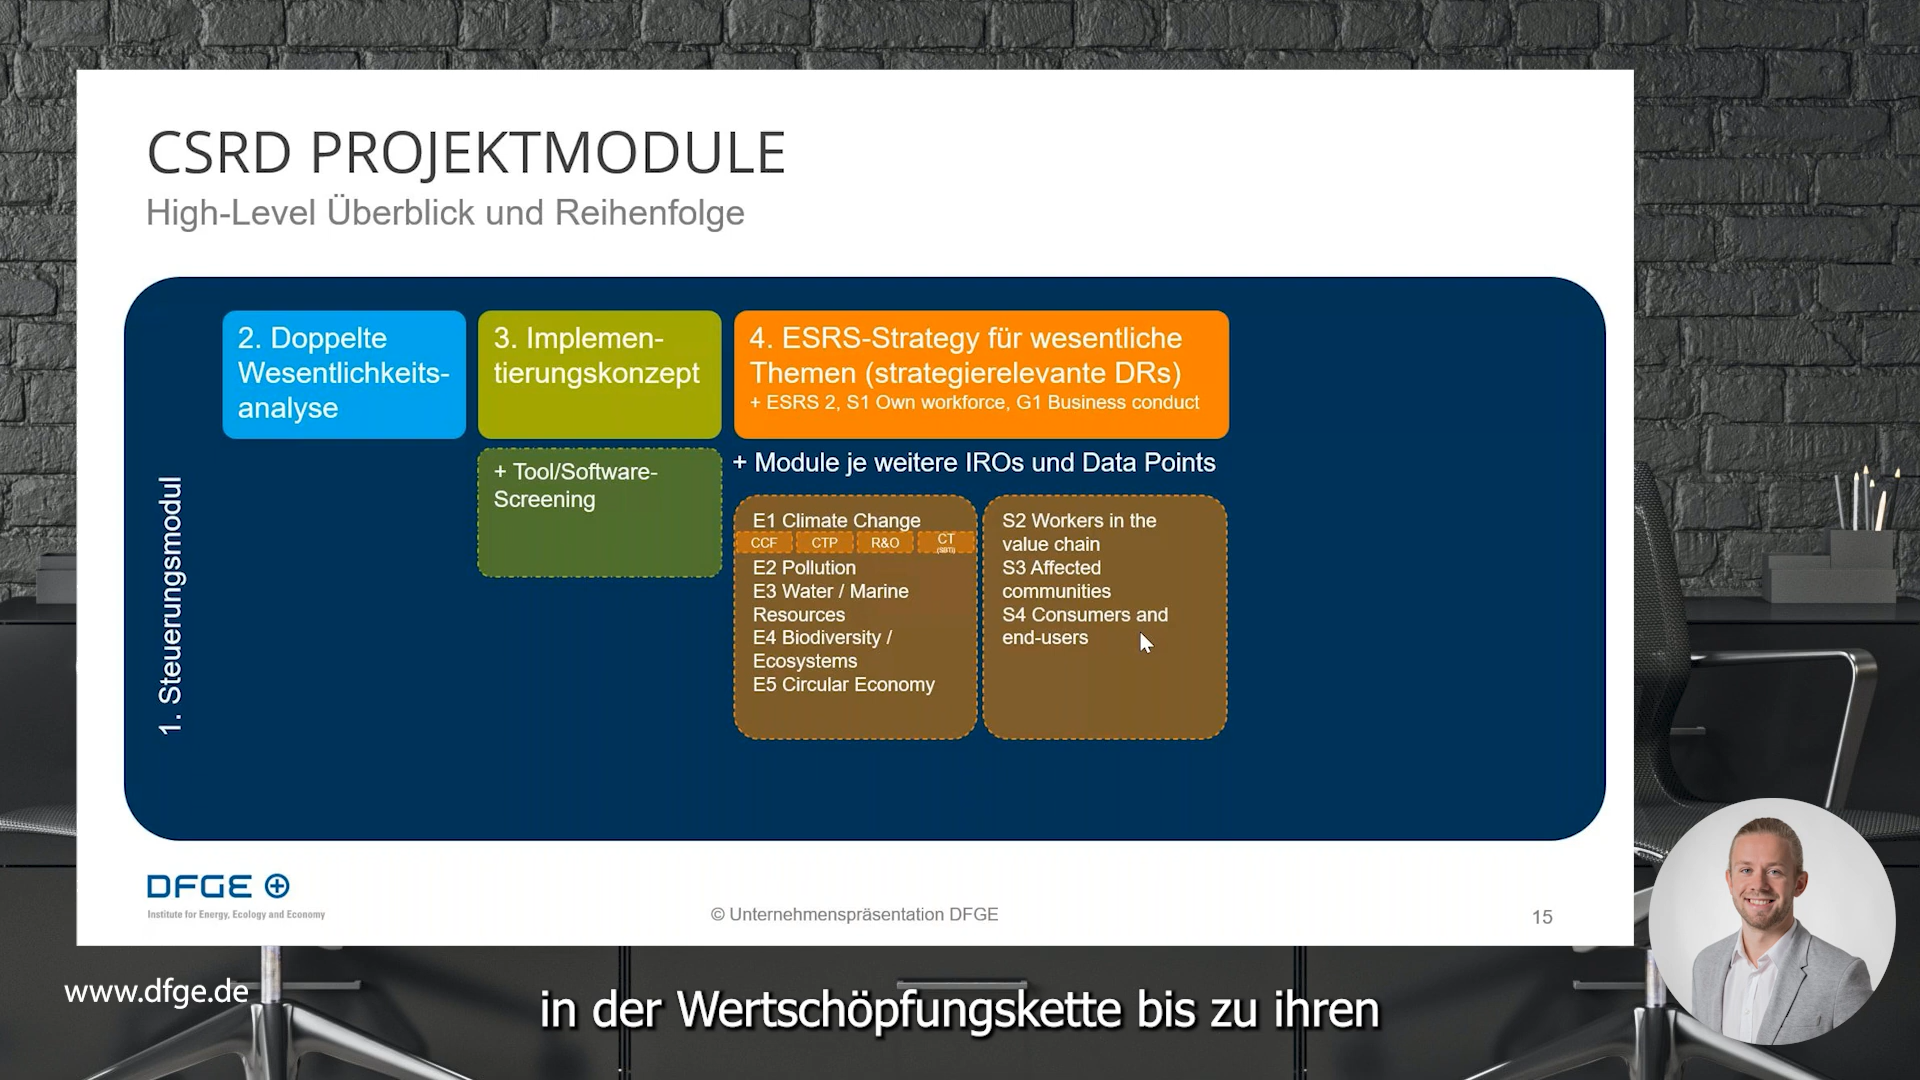 CSRD PROJEKTMODULE
High-Level Überblick und Reihenfolge
1. Steuerungsmodul
2. Doppelte
Wesentlichkeits-
analyse
3. Implemen-
tierungskonzept
+ Tool/Software-
Screening
4. ESRS-Strategy für wesentliche
Themen (strategierelevante DRs)
+ ESRS 2, S1 Own workforce, G1 Business conduct
+ Module je weitere IROs und Data Points
E1 Climate Change
CCF CTP R&O CT
(SBTi)
E2 Pollution
E3 Water / Marine
Resources
E4 Biodiversity /
Ecosystems
E5 Circular Economy
S2 Workers in the
value chain
S3 Affected
communities
S4 Consumers and
end-users
DFGE
Institute for Energy, Ecology and Economy
© Unternehmenspräsentation DFGE
15
www.dfge.de
in der Wertschöpfungskette bis zu ihren